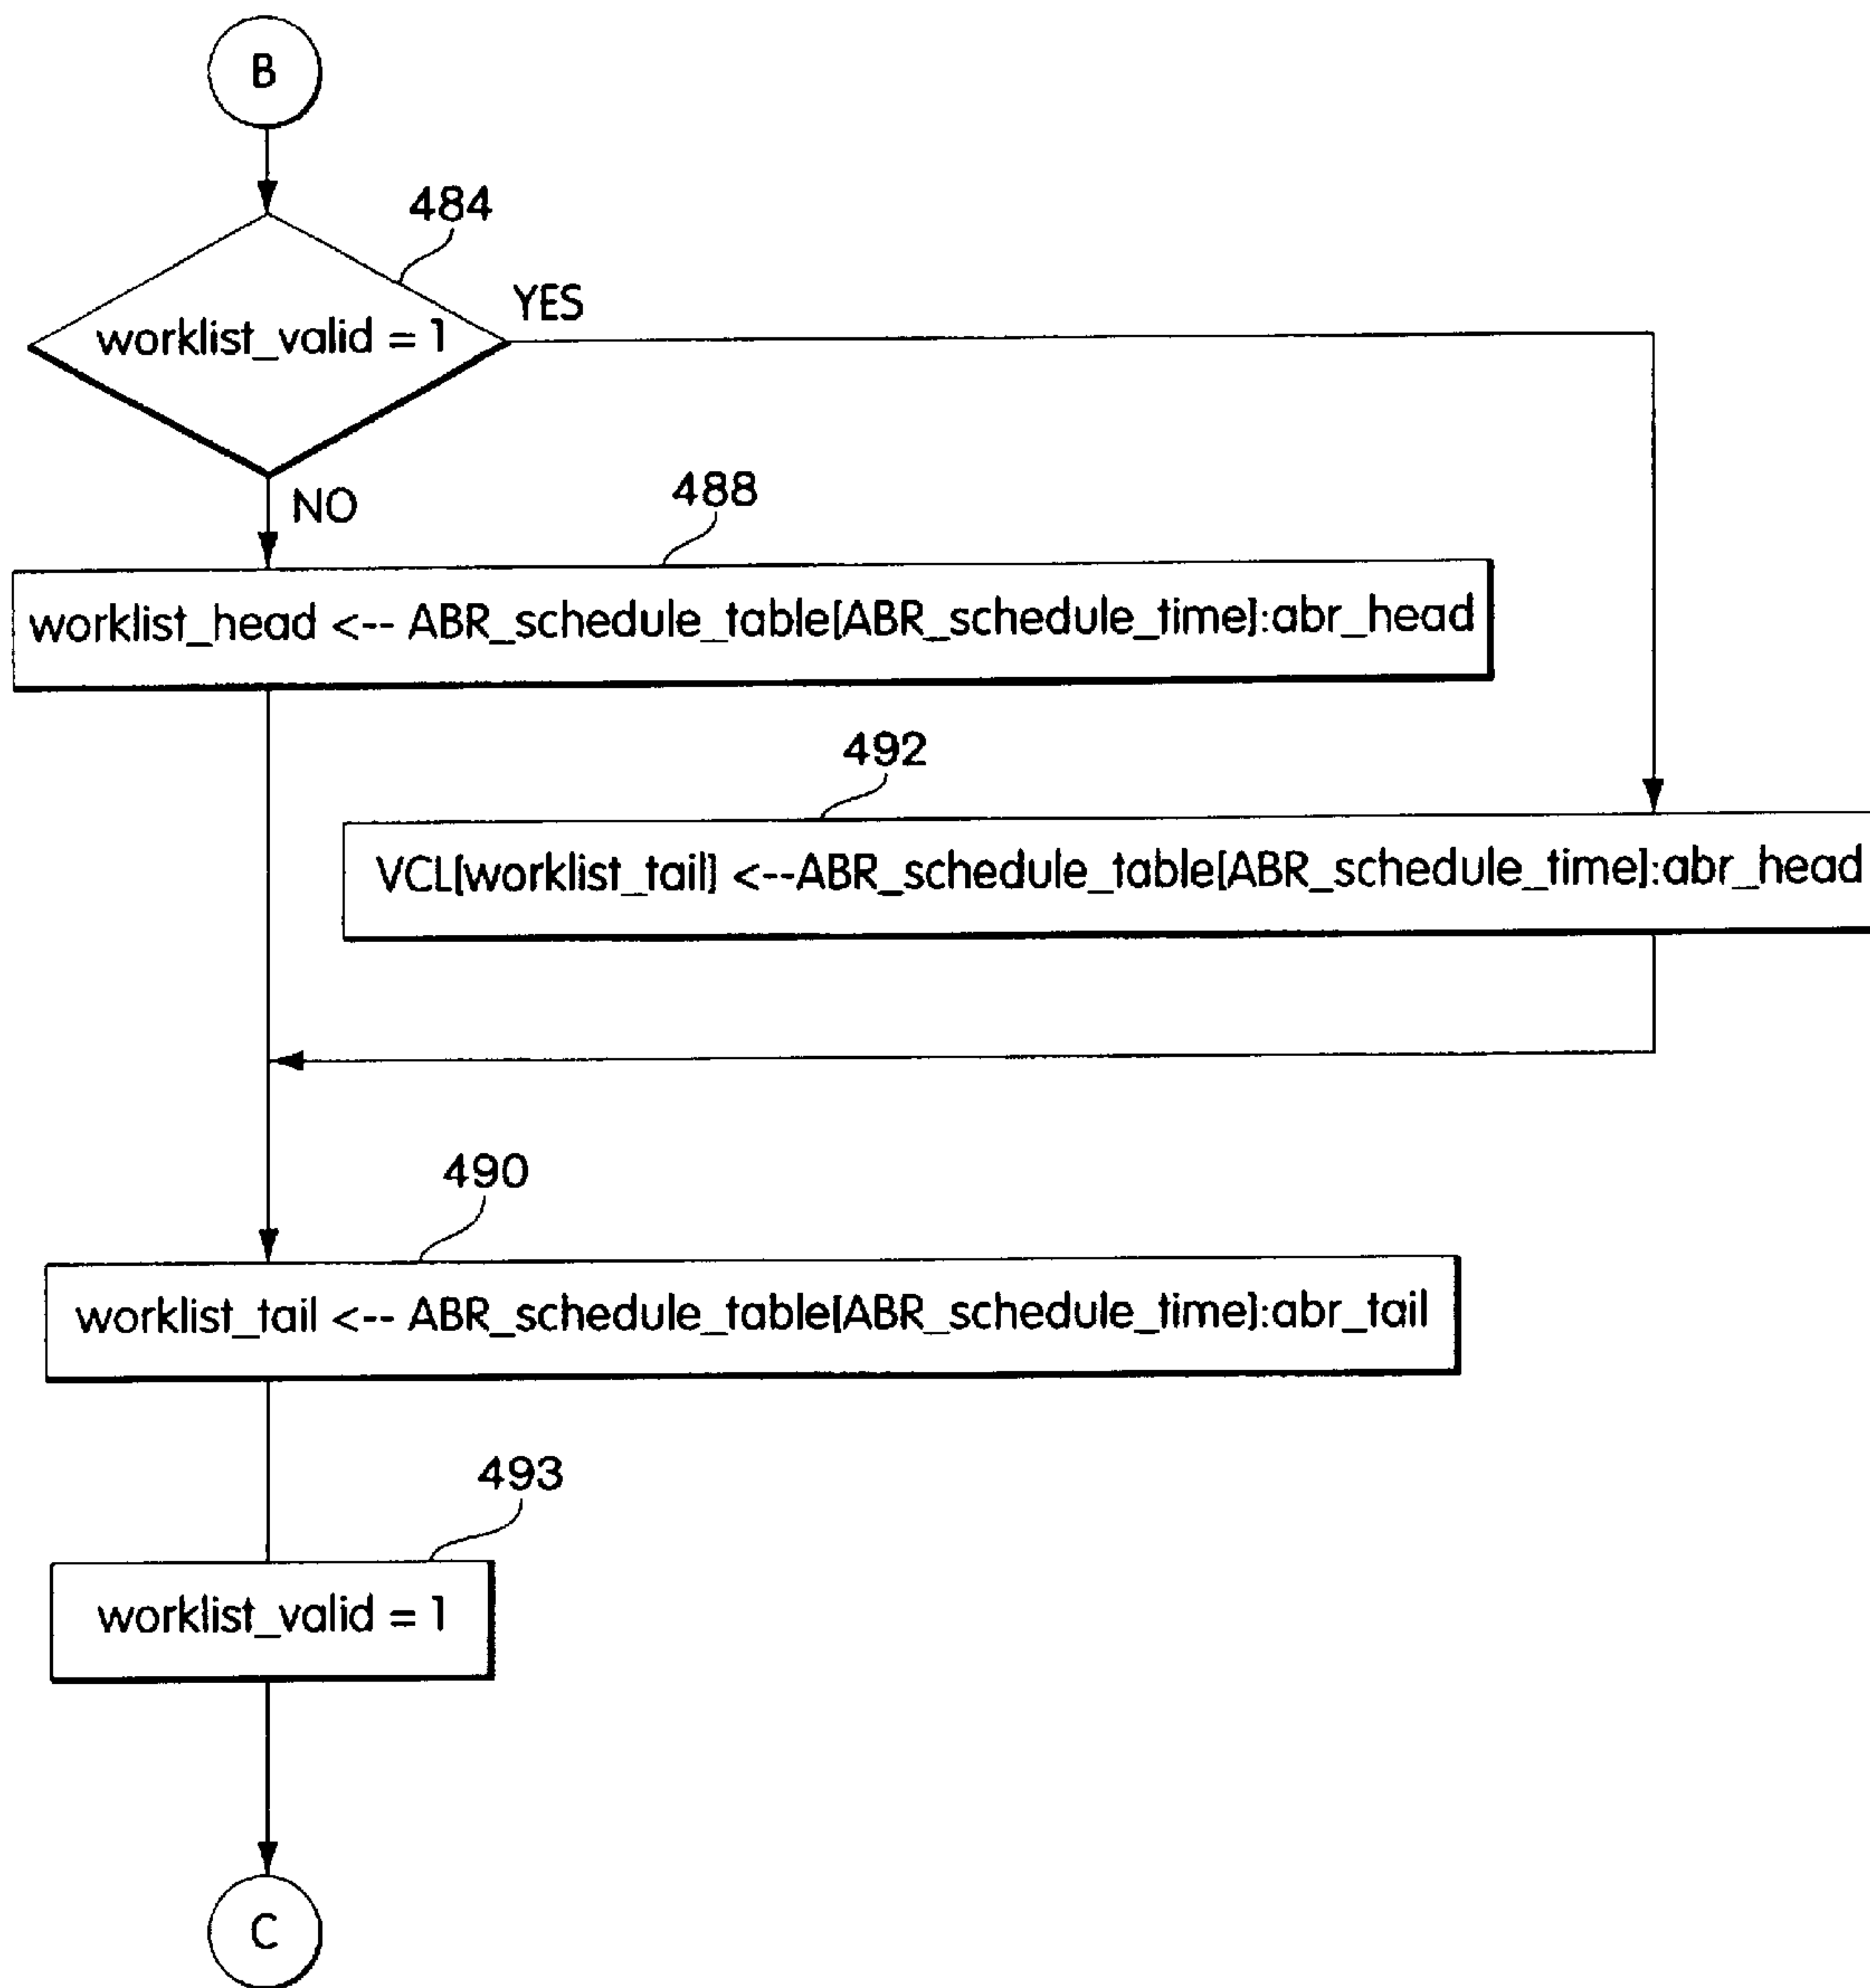 B
484
YES
worklist_valid = 1
NO
488
worklist_head <-- ABR_schedule_table[ABR_schedule_time]:abr_head
492
VCL[worklist_tail] <--ABR_schedule_table[ABR_schedule_time]:abr_head
490
worklist_tail <-- ABR_schedule_table[ABR_schedule_time]:abr_tail
493
worklist_valid = 1
C